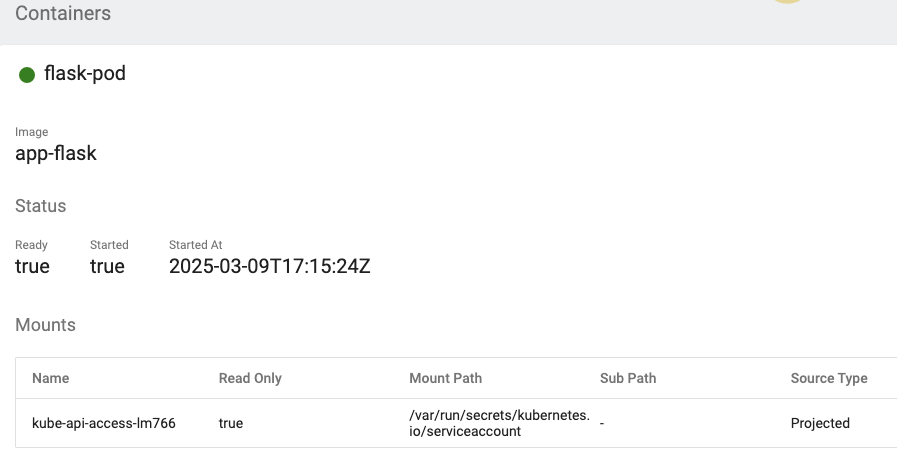 Containers
flask-pod
Image
app-flask
Status
Ready Started Started At
true true 2025-03-09T17:15:24Z
Mounts
Name Read Only Mount Path Sub Path Source Type
kube-api-access-lm766 true /var/run/secrets/kubernetes. - Projected
io/serviceaccount